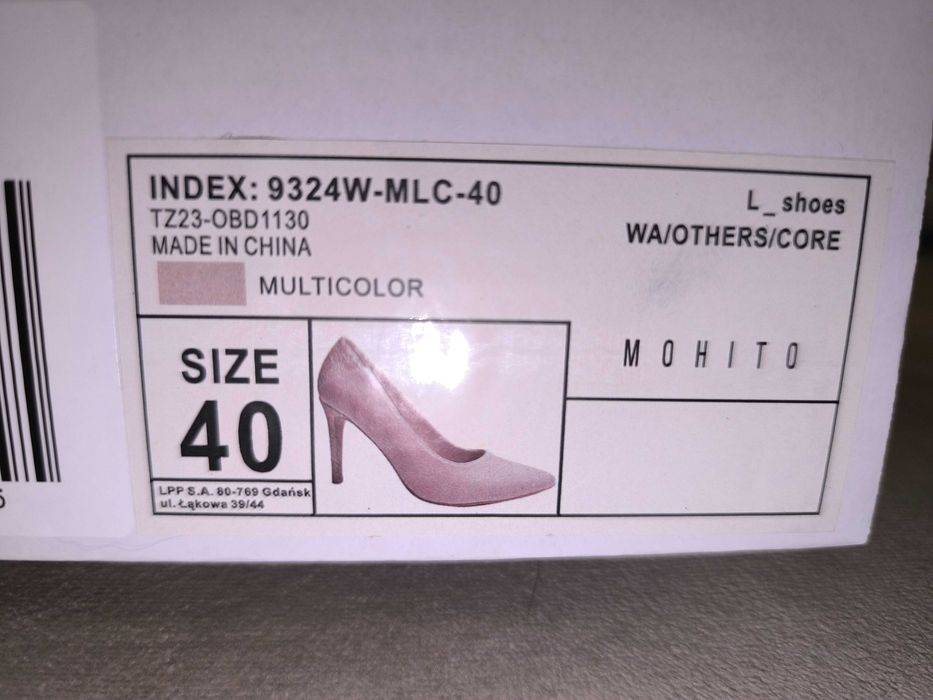 INDEX: 9324W-MLC-40
TZ23-OBD1130
MADE IN CHINA
MULTICOLOR
L_shoes
WA/OTHERS/CORE
MOHITO
SIZE
40
LPP S.A. 80-769 Gdańsk
ul. Łąkowa 39/44